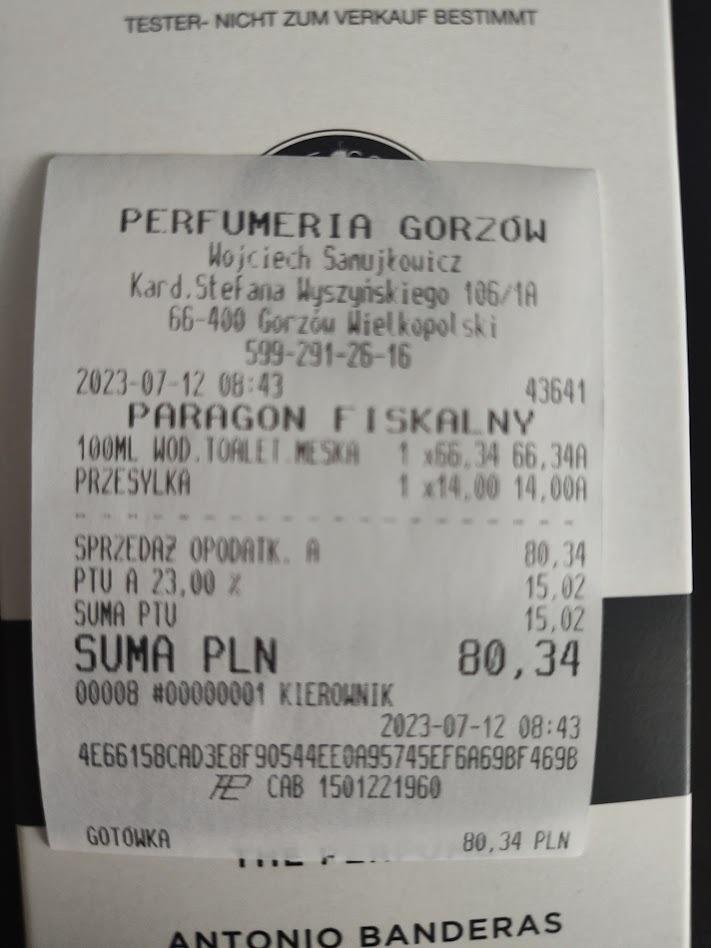 TESTER- NICHT ZUM VERKAUF BESTIMMT
PERFUMERIA GORZÓW
Wojciech Samujłowicz
Kard.Stefana Wyszyńskiego 106/1A
66-400 Gorzów Wielkopolski
599-291-26-16
2023-07-12 08:43 43641
PARAGON FISKALNY
100ML WOD.TOALET.MESKA 1 x66,34 66,34A
PRZESYLKA 1 x14,00 14,00A
SPRZEDAŻ OPODATK. A 80,34
PTU A 23,00 % 15,02
SUMA PTU 15,02
SUMA PLN 80,34
00008 #00000001 KIEROWNIK
2023-07-12 08:43
4E66158CAD3E8F90544EE0A95745EF6A69BF469B
CAB 1501221960
GOTÓWKA 80,34 PLN
THE
ANTONIO BANDERAS